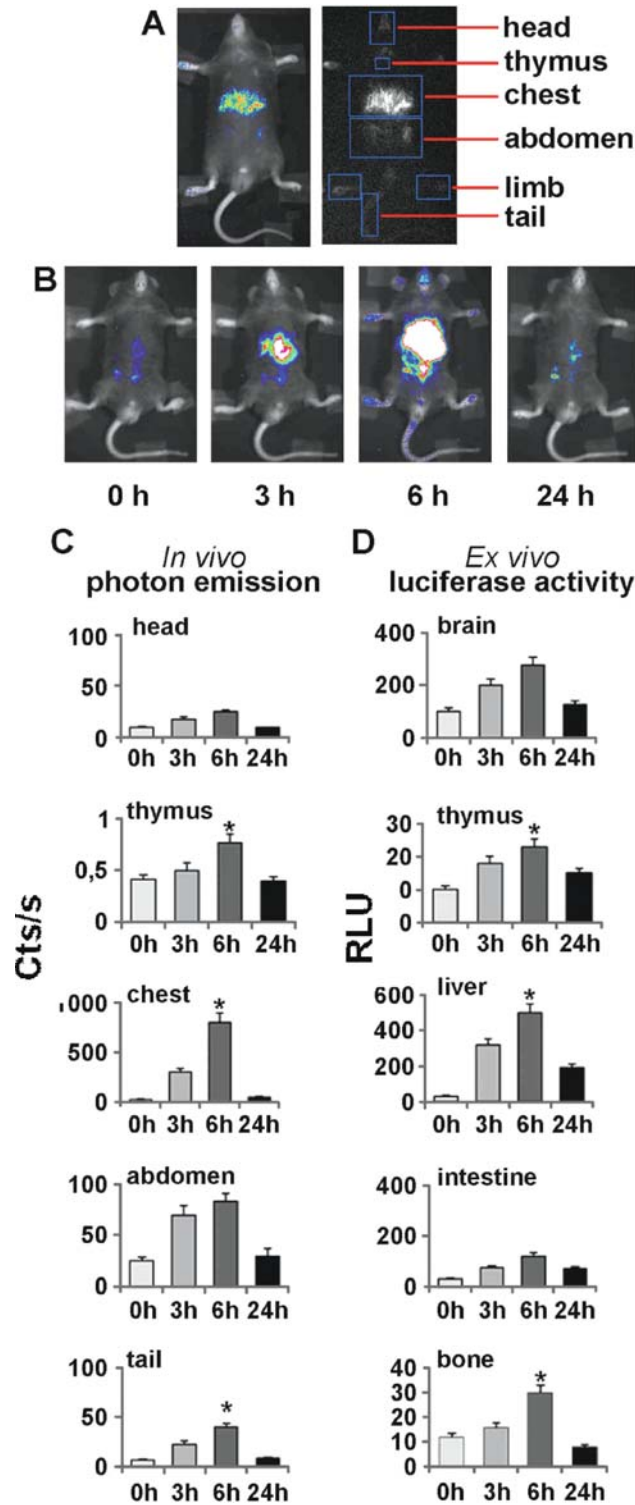 A
head
thymus
chest
abdomen
limb
tail
B
0 h
3 h
6 h
24 h
C
In vivo
photon emission
D
Ex vivo
luciferase activity
Cts/s
RLU
head
100
50
0
0h 3h 6h 24h
brain
400
200
0
0h 3h 6h 24h
thymus
*
1
0,5
0
0h 3h 6h 24h
thymus
*
30
20
0
0
0h 3h 6h 24h
chest
*
000
500
0
0h 3h 6h 24h
liver
*
600
400
200
0
0h 3h 6h 24h
abdomen
100
50
0
0h 3h 6h 24h
intestine
400
200
0
0h 3h 6h 24h
tail
*
100
50
0
0h 3h 6h 24h
bone
*
40
30
20
10
0
0h 3h 6h 24h